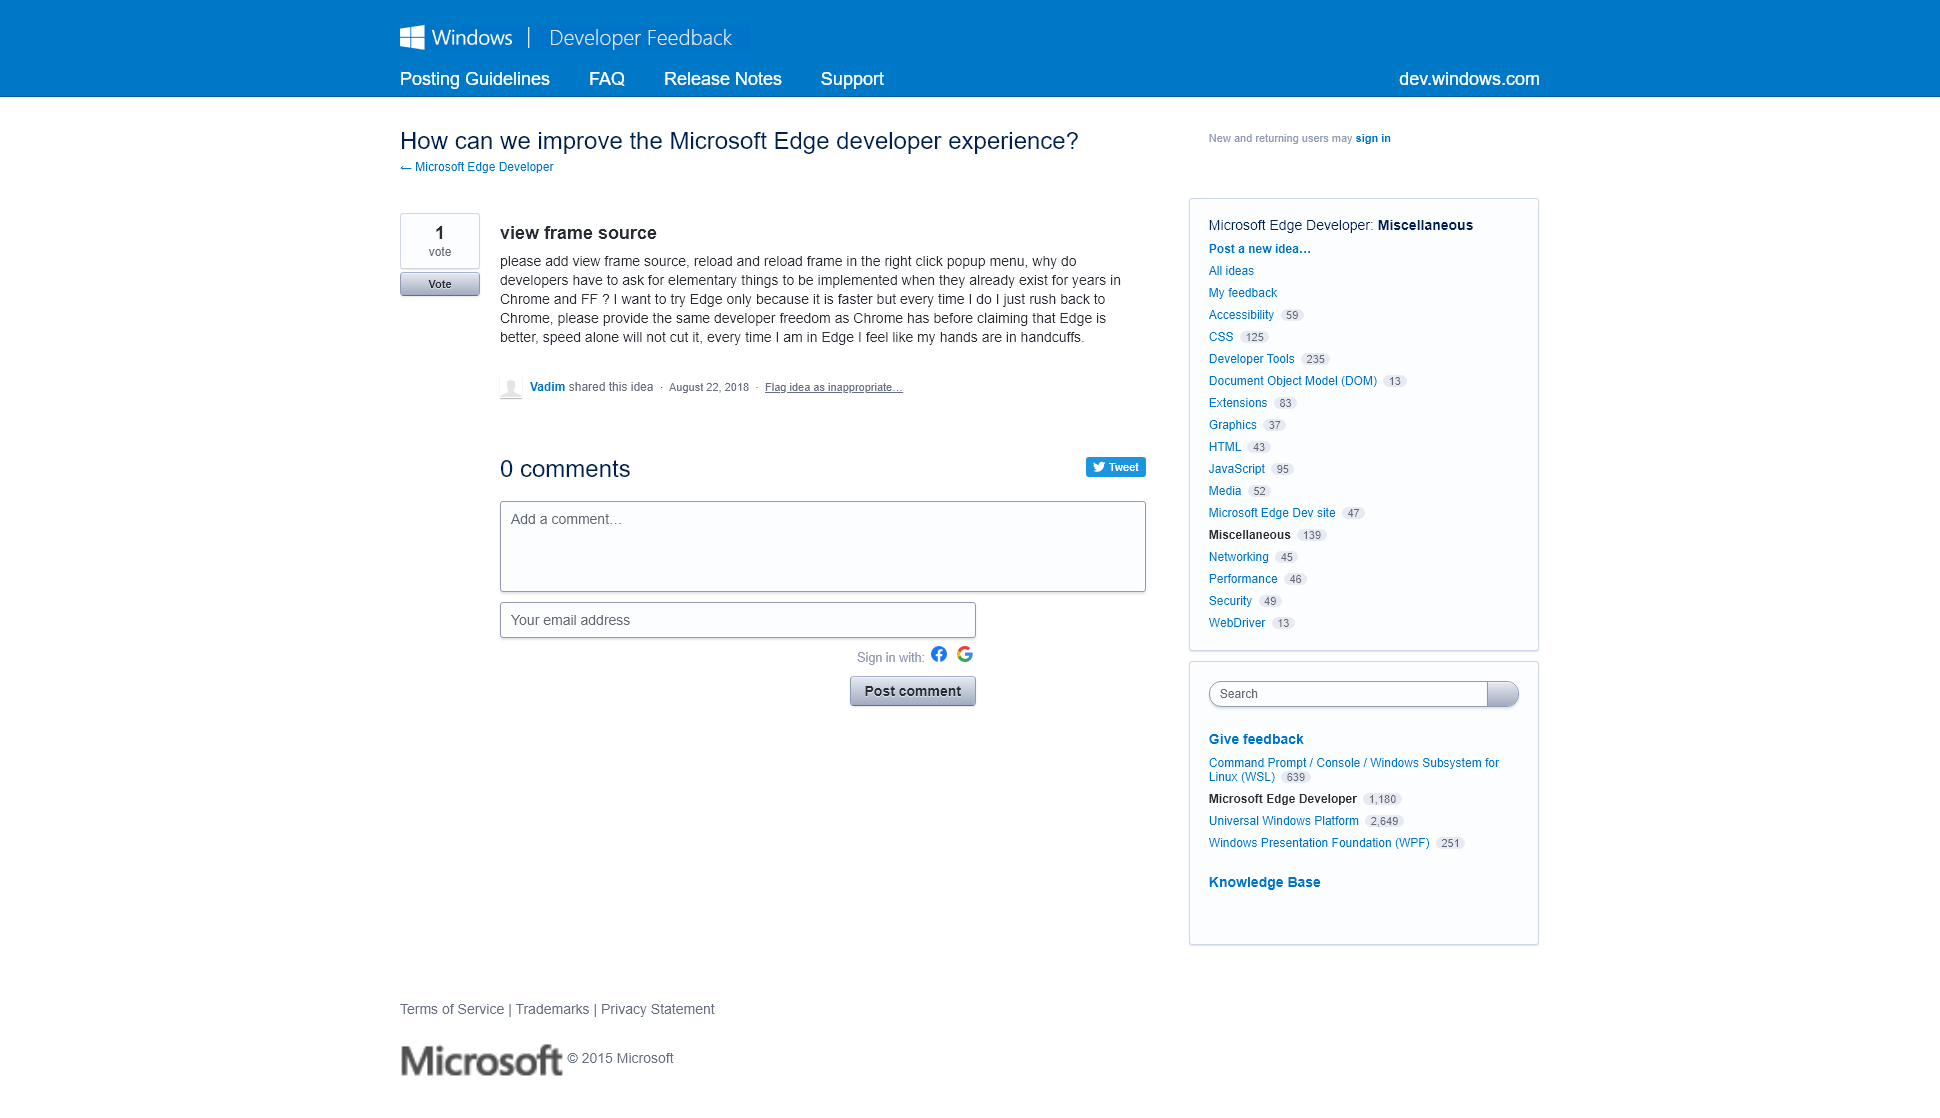 Windows | Developer Feedback
Posting Guidelines FAQ Release Notes Support dev.windows.com
How can we improve the Microsoft Edge developer experience?
← Microsoft Edge Developer
New and returning users may sign in
1
vote
Vote
view frame source
please add view frame source, reload and reload frame in the right click popup menu, why do
developers have to ask for elementary things to be implemented when they already exist for years in
Chrome and FF ? I want to try Edge only because it is faster but every time I do I just rush back to
Chrome, please provide the same developer freedom as Chrome has before claiming that Edge is
better, speed alone will not cut it, every time I am in Edge I feel like my hands are in handcuffs.
Vadim shared this idea · August 22, 2018 · Flag idea as inappropriate…
0 comments
Tweet
Add a comment…
Your email address
Sign in with:
Post comment
Microsoft Edge Developer: Miscellaneous
Post a new idea…
All ideas
My feedback
Accessibility 59
CSS 125
Developer Tools 235
Document Object Model (DOM) 13
Extensions 83
Graphics 37
HTML 43
JavaScript 95
Media 52
Microsoft Edge Dev site 47
Miscellaneous 139
Networking 45
Performance 46
Security 49
WebDriver 13
Search
Give feedback
Command Prompt / Console / Windows Subsystem for
Linux (WSL) 639
Microsoft Edge Developer 1,180
Universal Windows Platform 2,649
Windows Presentation Foundation (WPF) 251
Knowledge Base
Terms of Service | Trademarks | Privacy Statement
Microsoft © 2015 Microsoft